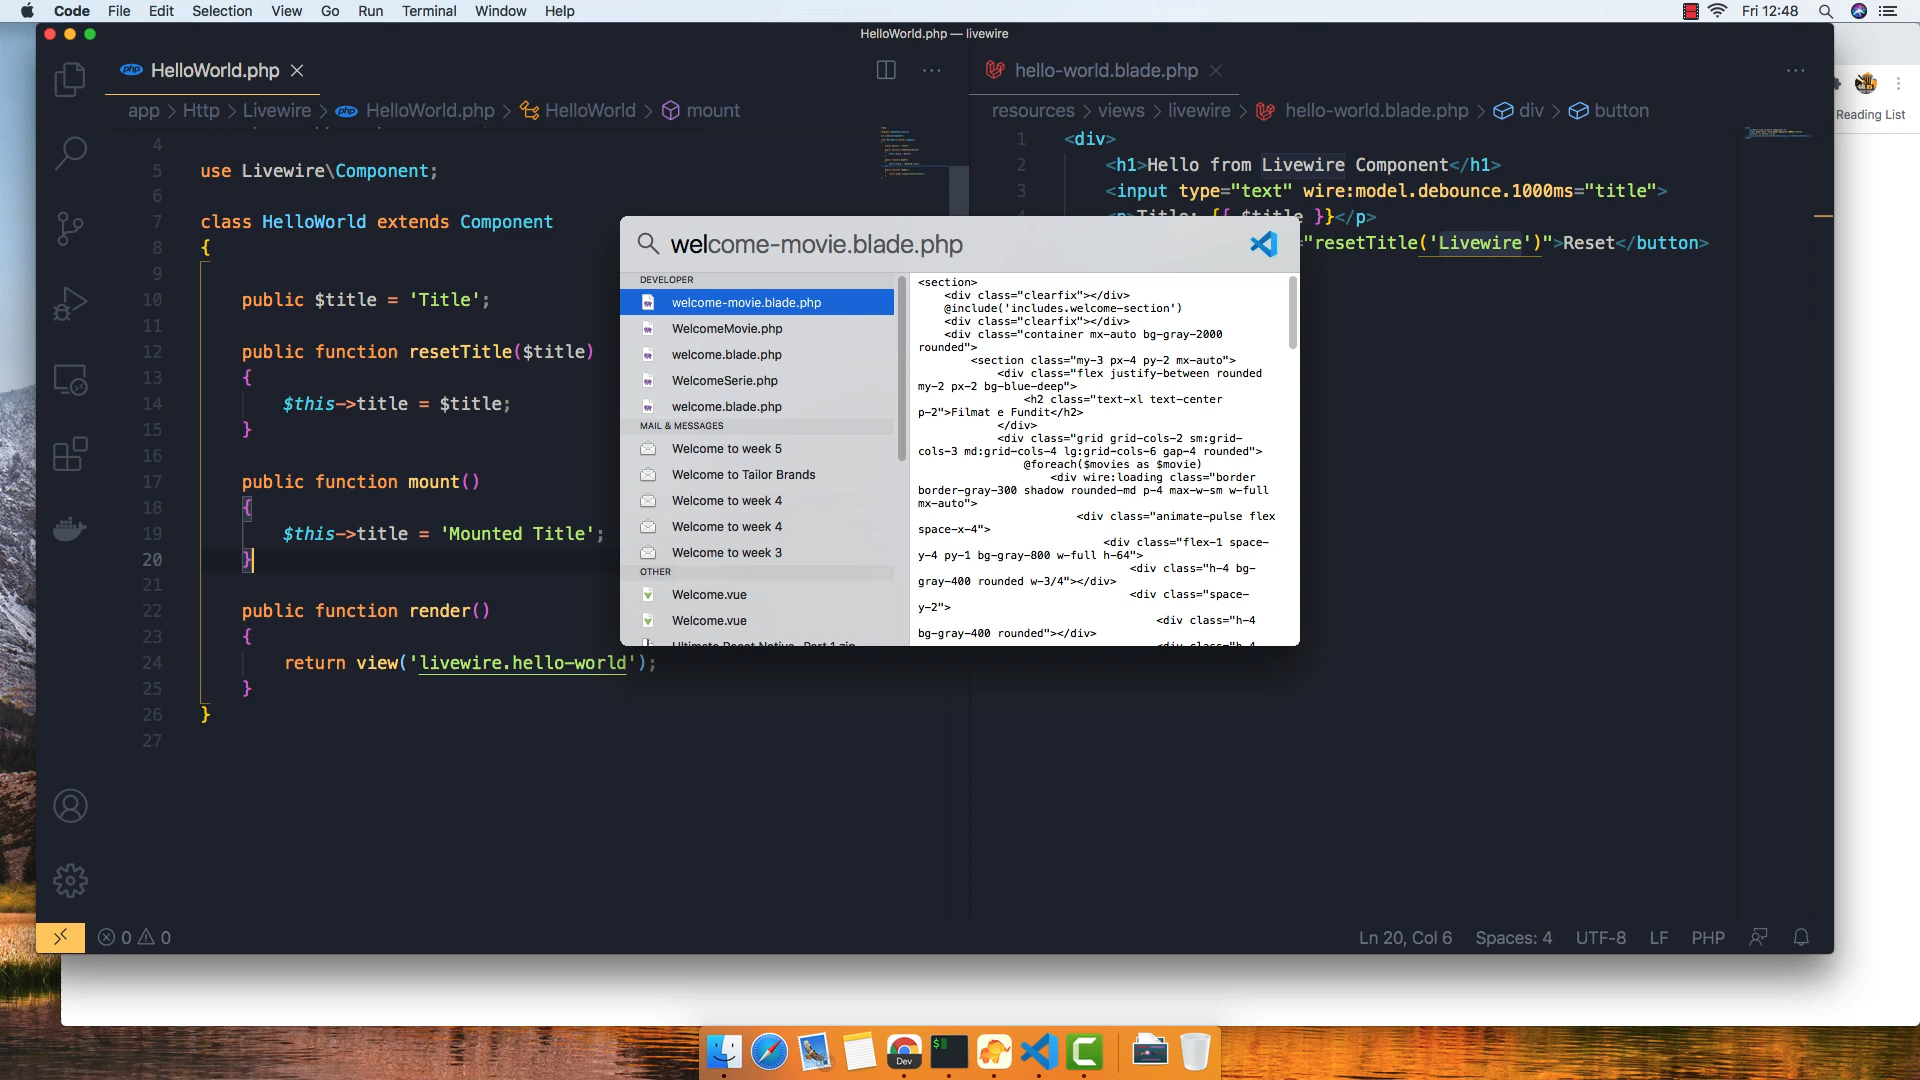 Code File Edit Selection View Go Run Terminal Window Help
Fri 12:48
HelloWorld.php — livewire
HelloWorld.php
hello-world.blade.php
Reading List
app > Http > Livewire > HelloWorld.php > HelloWorld > mount
resources > views > livewire > hello-world.blade.php > div > button
4
5 use Livewire\Component;
6
7 class HelloWorld extends Component
8 {
9
10 public $title = 'Title';
11
12 public function resetTitle($title)
13 {
14 $this->title = $title;
15 }
16
17 public function mount()
18 {
19 $this->title = 'Mounted Title';
20 }
21
22 public function render()
23 {
24 return view('livewire.hello-world');
25 }
26 }
27
1 <div>
2 <h1>Hello from Livewire Component</h1>
3 <input type="text" wire:model.debounce.1000ms="title">
<p>Title: {{ $title }}</p>
="resetTitle('Livewire')">Reset</button>
welcome-movie.blade.php
DEVELOPER
welcome-movie.blade.php
WelcomeMovie.php
welcome.blade.php
WelcomeSerie.php
welcome.blade.php
MAIL & MESSAGES
Welcome to week 5
Welcome to Tailor Brands
Welcome to week 4
Welcome to week 4
Welcome to week 3
OTHER
Welcome.vue
Welcome.vue
<section>
<div class="clearfix"></div>
@include('includes.welcome-section')
<div class="clearfix"></div>
<div class="container mx-auto bg-gray-2000
rounded">
<section class="my-3 px-4 py-2 mx-auto">
<div class="flex justify-between rounded
my-2 px-2 bg-blue-deep">
<h2 class="text-xl text-center
p-2">Filmat e Fundit</h2>
</div>
<div class="grid grid-cols-2 sm:grid-
cols-3 md:grid-cols-4 lg:grid-cols-6 gap-4 rounded">
@foreach($movies as $movie)
<div wire:loading class="border
border-gray-300 shadow rounded-md p-4 max-w-sm w-full
mx-auto">
<div class="animate-pulse flex
space-x-4">
<div class="flex-1 space-
y-4 py-1 bg-gray-800 w-full h-64">
<div class="h-4 bg-
gray-400 rounded w-3/4"></div>
<div class="space-
y-2">
<div class="h-4
bg-gray-400 rounded"></div>
0 0
Ln 20, Col 6 Spaces: 4 UTF-8 LF PHP
Dev